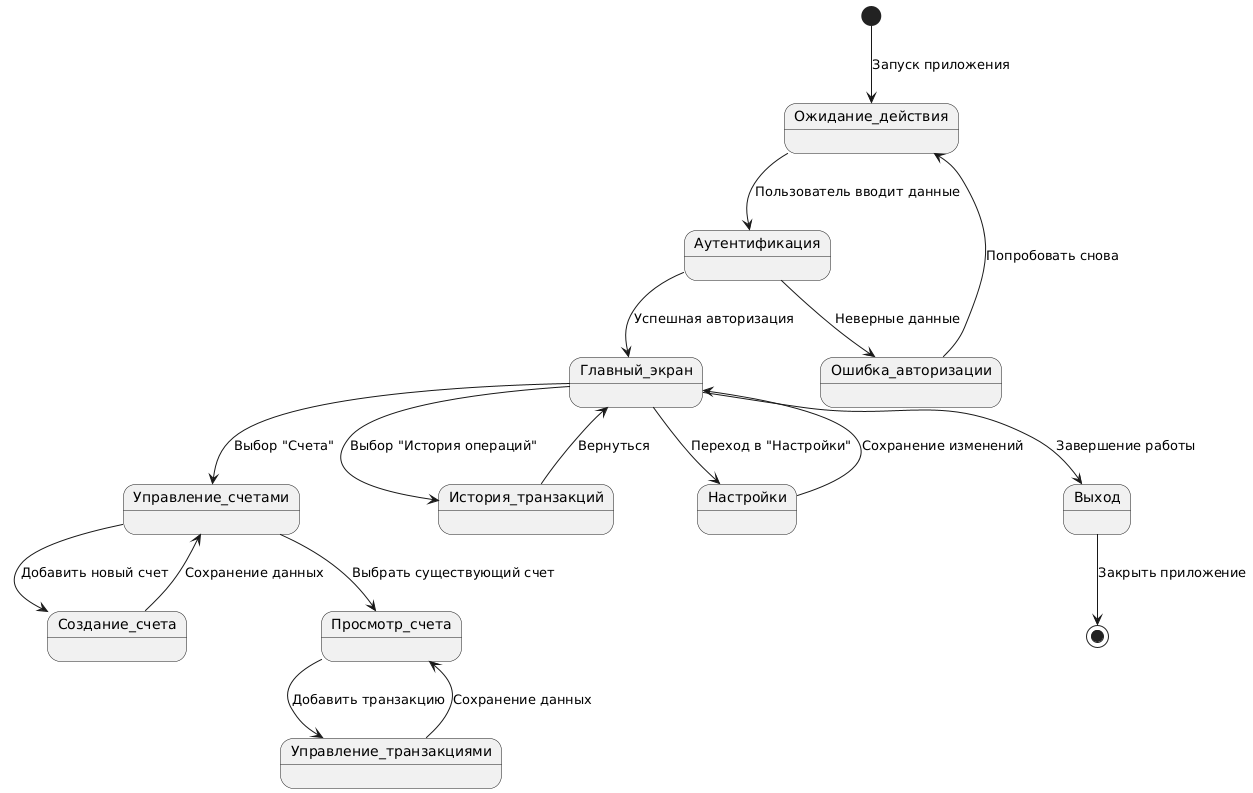 Запуск приложения
Ожидание_действия
Пользователь вводит данные
Аутентификация
Попробовать снова
Успешная авторизация
Неверные данные
Главный_экран
Ошибка_авторизации
Выбор "Счета"
Выбор "История операций"
Вернуться
Переход в "Настройки"
Сохранение изменений
Завершение работы
Управление_счетами
История_транзакций
Настройки
Выход
Добавить новый счет
Сохранение данных
Выбрать существующий счет
Закрыть приложение
Создание_счета
Просмотр_счета
Добавить транзакцию
Сохранение данных
Управление_транзакциями